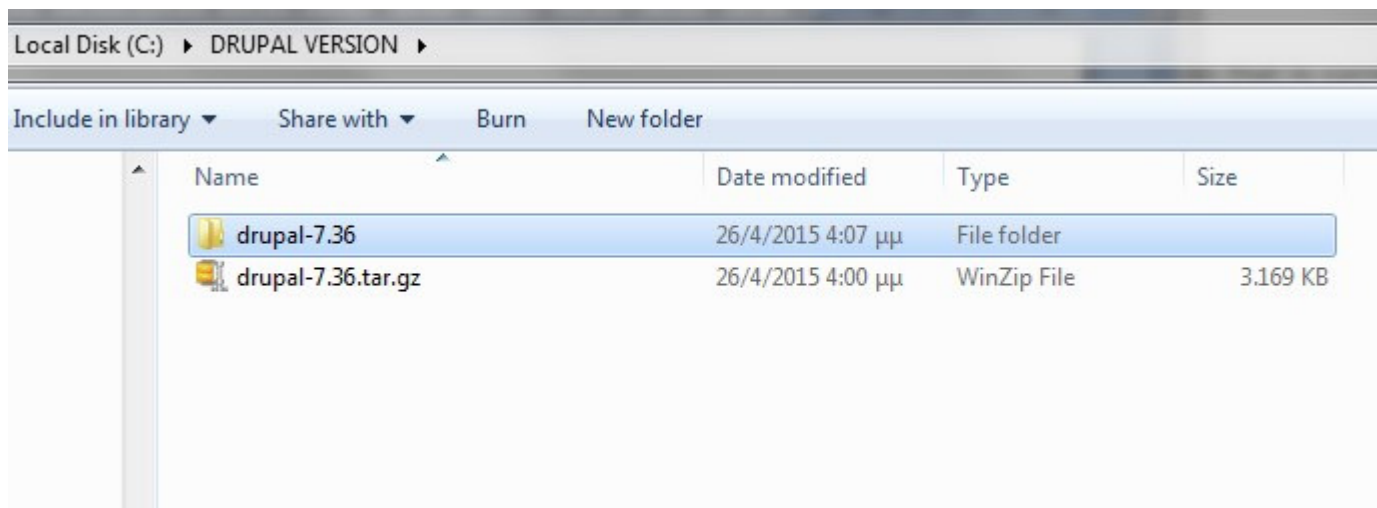 Local Disk (C:) ▸ DRUPAL VERSION ▸
Include in library ▾ Share with ▾ Burn New folder
Name Date modified Type Size
drupal-7.36 26/4/2015 4:07 μμ File folder
drupal-7.36.tar.gz 26/4/2015 4:00 μμ WinZip File 3.169 KB